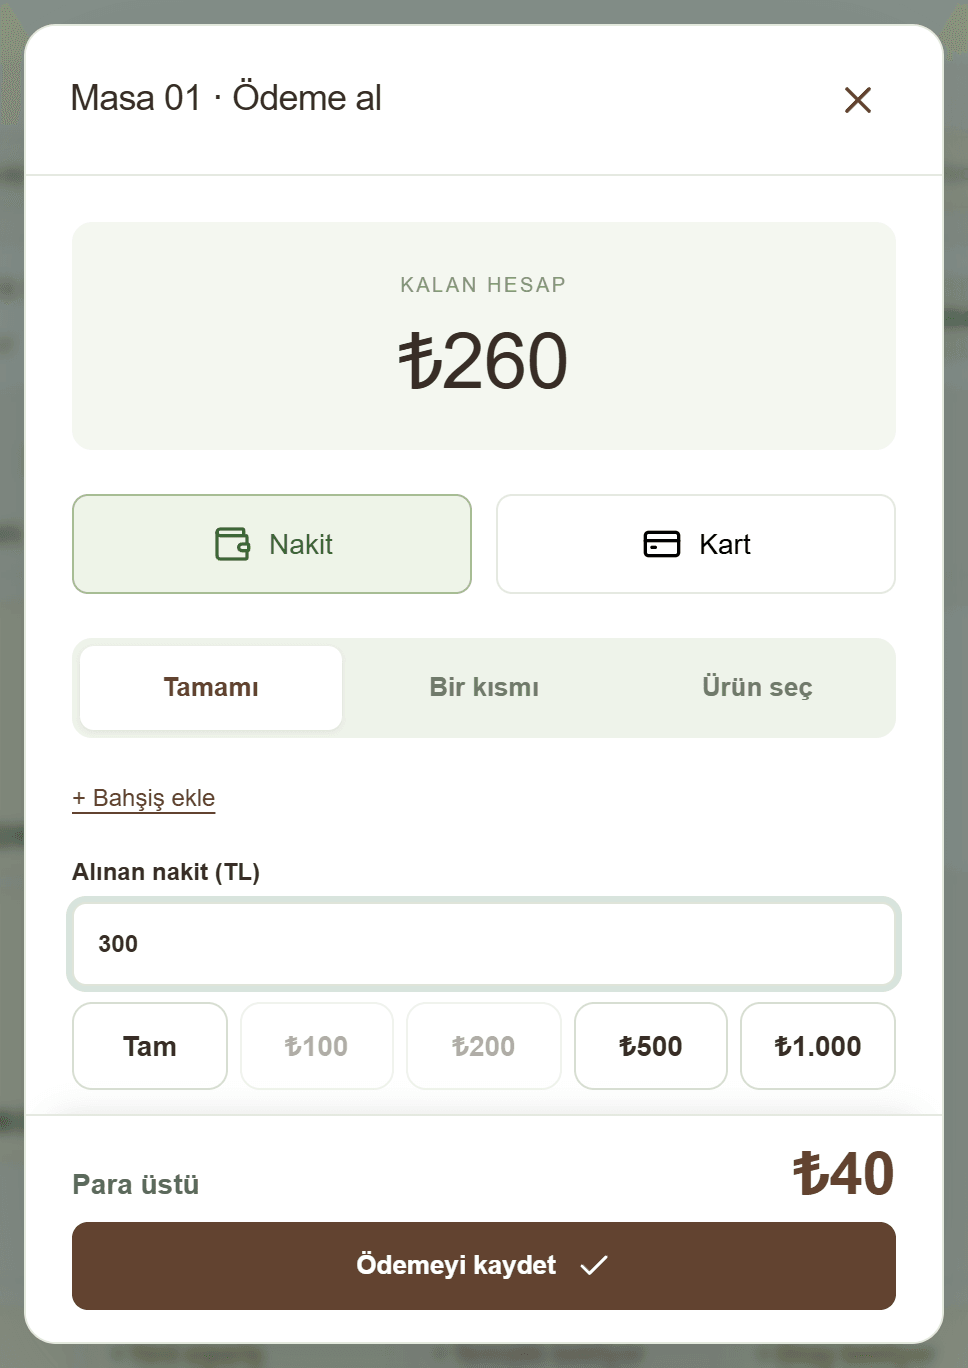 Masa 01 · Ödeme al
KALAN HESAP
₺260
Nakit
Kart
Tamamı
Bir kısmı
Ürün seç
+ Bahşiş ekle
Alınan nakit (TL)
300
Tam
₺100
₺200
₺500
₺1.000
Para üstü
₺40
Ödemeyi kaydet